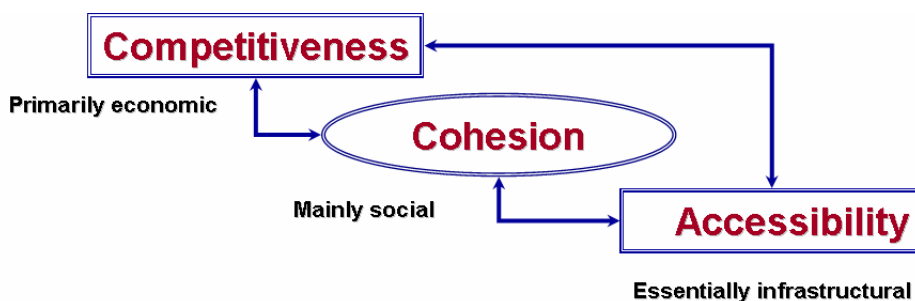 Competitiveness
Primarily economic
Cohesion
Mainly social
Accessibility
Essentially infrastructural